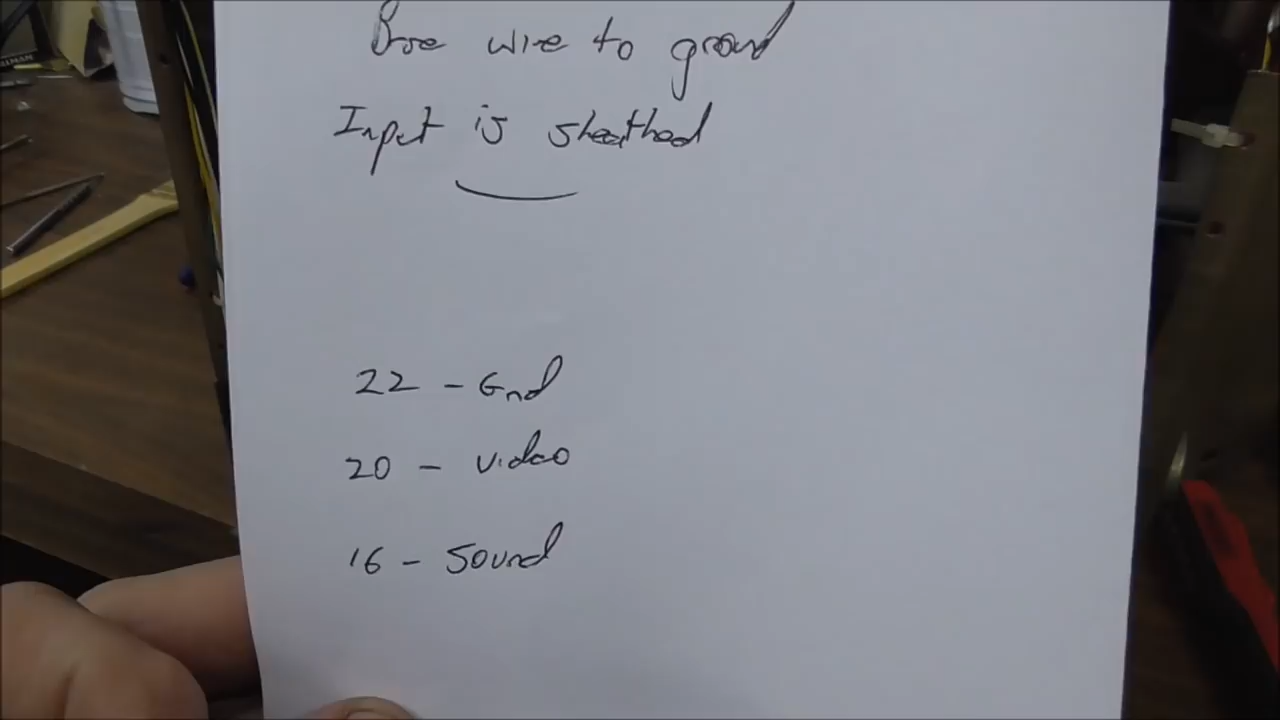 Bare wire to ground
Input is sheathed
22 - Gnd
20 - Video
16 - Sound